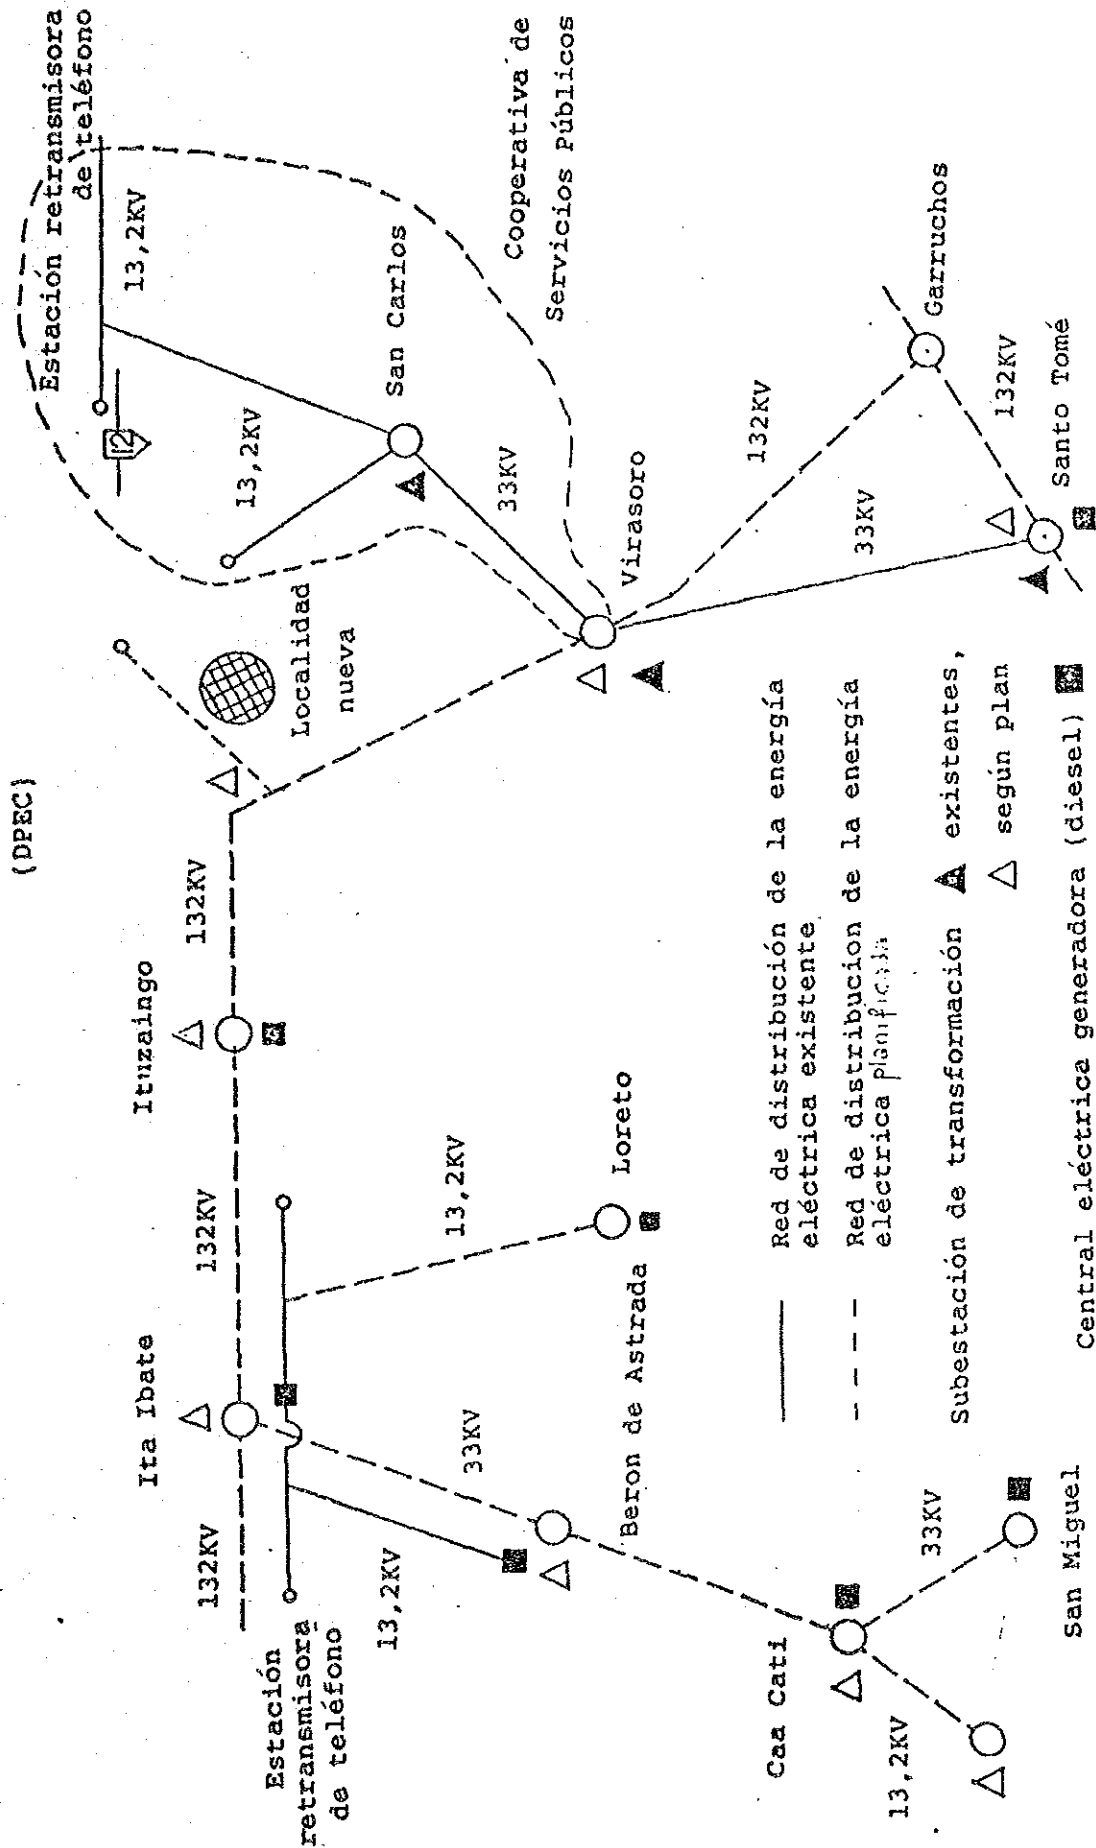 (DPEC)
Estación retransmisora
de teléfono
13,2KV
12
13,2KV
San Carlos
Cooperativa de
Servicios Públicos
33KV
Localidad
nueva
Virasoro
132KV
Garruchos
33KV
132KV
Santo Tomé
132KV
Ituzaingo
132KV
Ita Ibate
132KV
Estación
retransmisora
de teléfono
13,2KV
33KV
Beron de Astrada
13,2KV
Loreto
Caa Cati
13,2KV
33KV
San Miguel
Red de distribución de la energía
eléctrica existente
Red de distribucion de la energía
eléctrica planificada
Subestación de transformación
existentes,
según plan
Central eléctrica generadora (diesel)